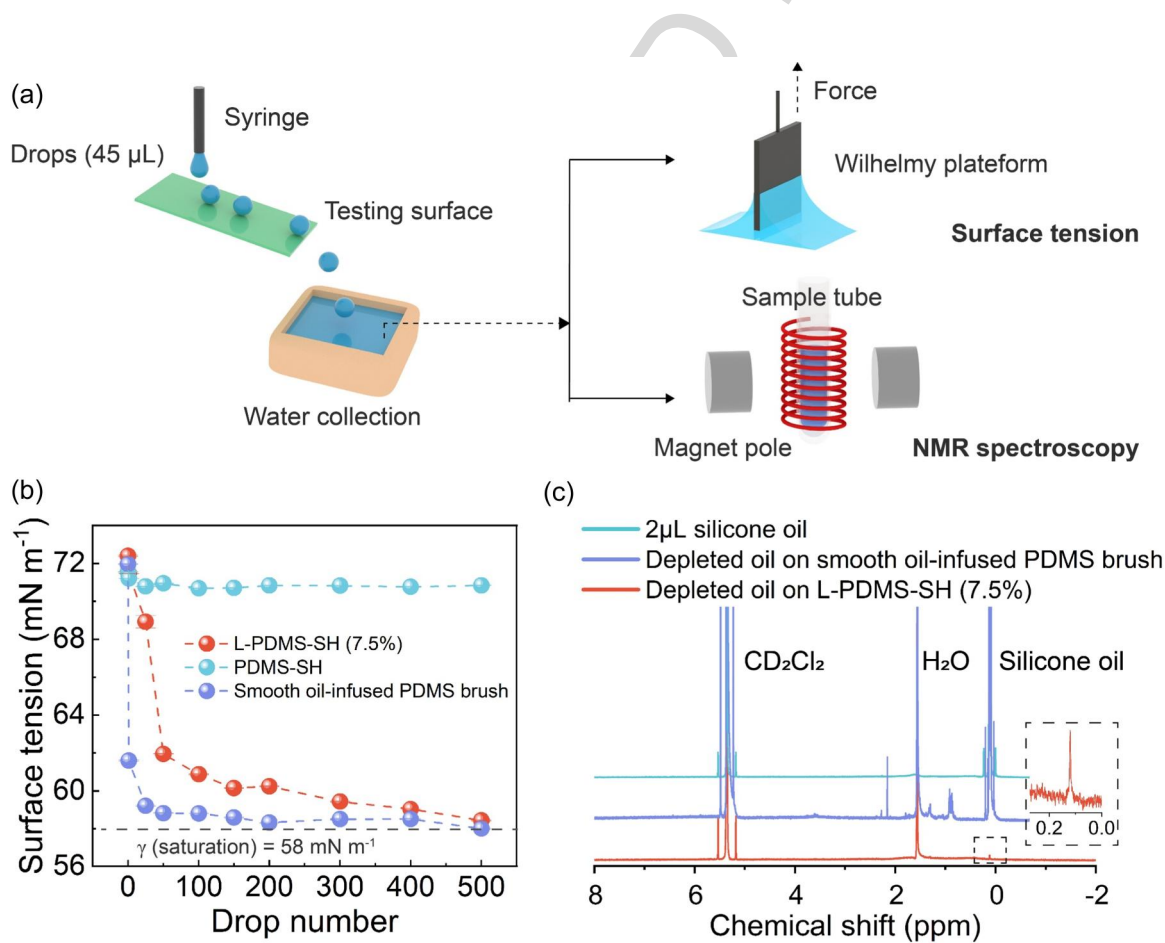 (a)
Syringe
Drops (45 µL)
Testing surface
Water collection
Force
Wilhelmy plateform
Surface tension
Sample tube
Magnet pole
NMR spectroscopy
(b)
Surface tension (mN m⁻¹)
72
68
64
60
56
L-PDMS-SH (7.5%)
PDMS-SH
Smooth oil-infused PDMS brush
γ (saturation) = 58 mN m⁻¹
0 100 200 300 400 500
Drop number
(c)
2µL silicone oil
Depleted oil on smooth oil-infused PDMS brush
Depleted oil on L-PDMS-SH (7.5%)
CD₂Cl₂ H₂O Silicone oil
0.2 0.0
8 6 4 2 0 -2
Chemical shift (ppm)